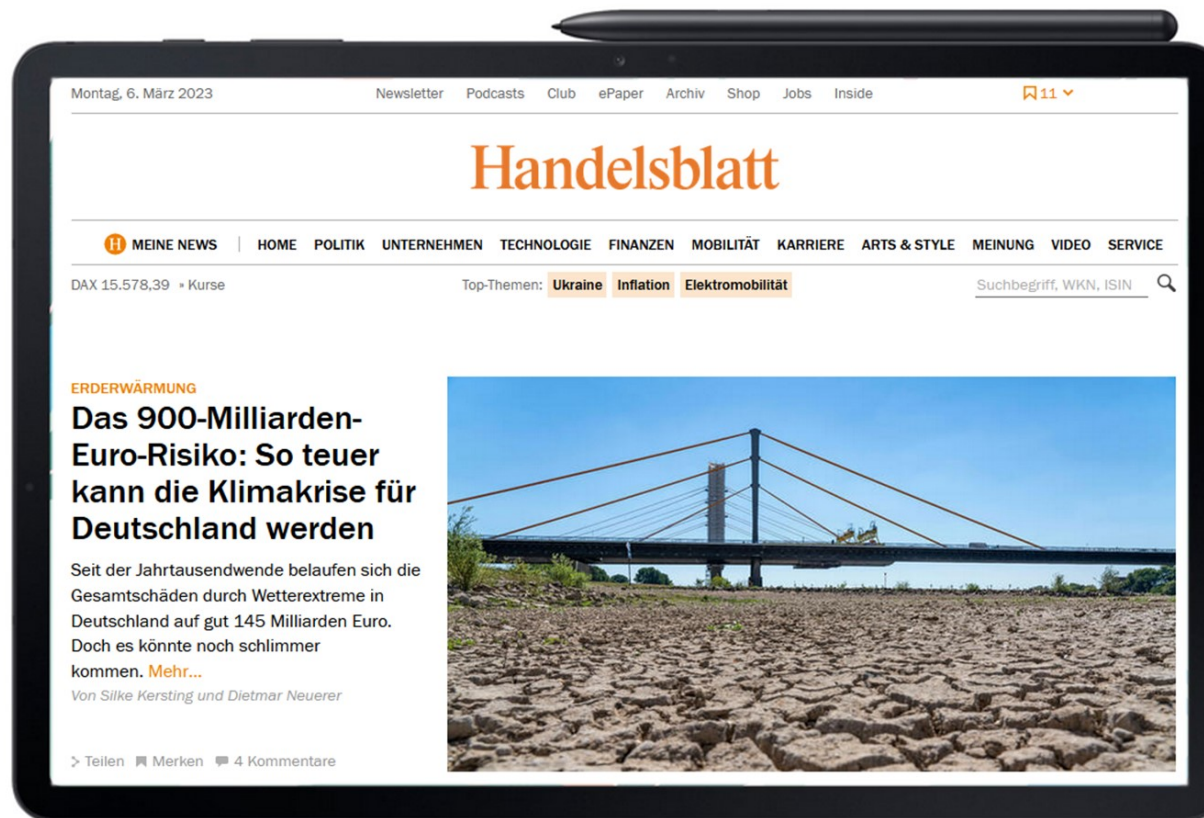 Montag, 6. März 2023 Newsletter Podcasts Club ePaper Archiv Shop Jobs Inside 11
Handelsblatt
H MEINE NEWS | HOME POLITIK UNTERNEHMEN TECHNOLOGIE FINANZEN MOBILITÄT KARRIERE ARTS & STYLE MEINUNG VIDEO SERVICE
DAX 15.578,39 » Kurse Top-Themen: Ukraine Inflation Elektromobilität Suchbegriff, WKN, ISIN
ERDERWÄRMUNG
Das 900-Milliarden-
Euro-Risiko: So teuer
kann die Klimakrise für
Deutschland werden
Seit der Jahrtausendwende belaufen sich die
Gesamtschäden durch Wetterextreme in
Deutschland auf gut 145 Milliarden Euro.
Doch es könnte noch schlimmer
kommen. Mehr...
Von Silke Kersting und Dietmar Neuerer
Teilen Merken 4 Kommentare